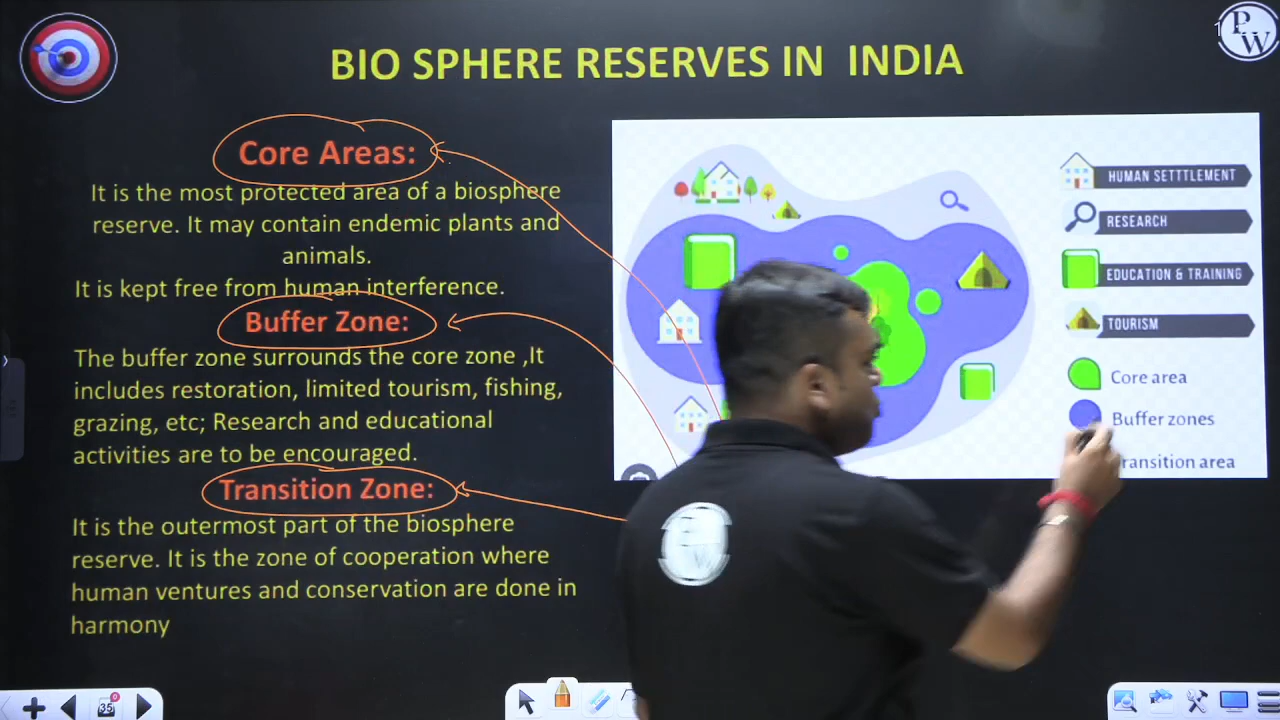 BIO SPHERE RESERVES IN INDIA
PW
Core Areas:
It is the most protected area of a biosphere
reserve. It may contain endemic plants and
animals.
It is kept free from human interference.
Buffer Zone:
The buffer zone surrounds the core zone ,It
includes restoration, limited tourism, fishing,
grazing, etc; Research and educational
activities are to be encouraged.
Transition Zone:
It is the outermost part of the biosphere
reserve. It is the zone of cooperation where
human ventures and conservation are done in
harmony
HUMAN SETTTLEMENT
RESEARCH
EDUCATION & TRAINING
TOURISM
Core area
Buffer zones
area
35